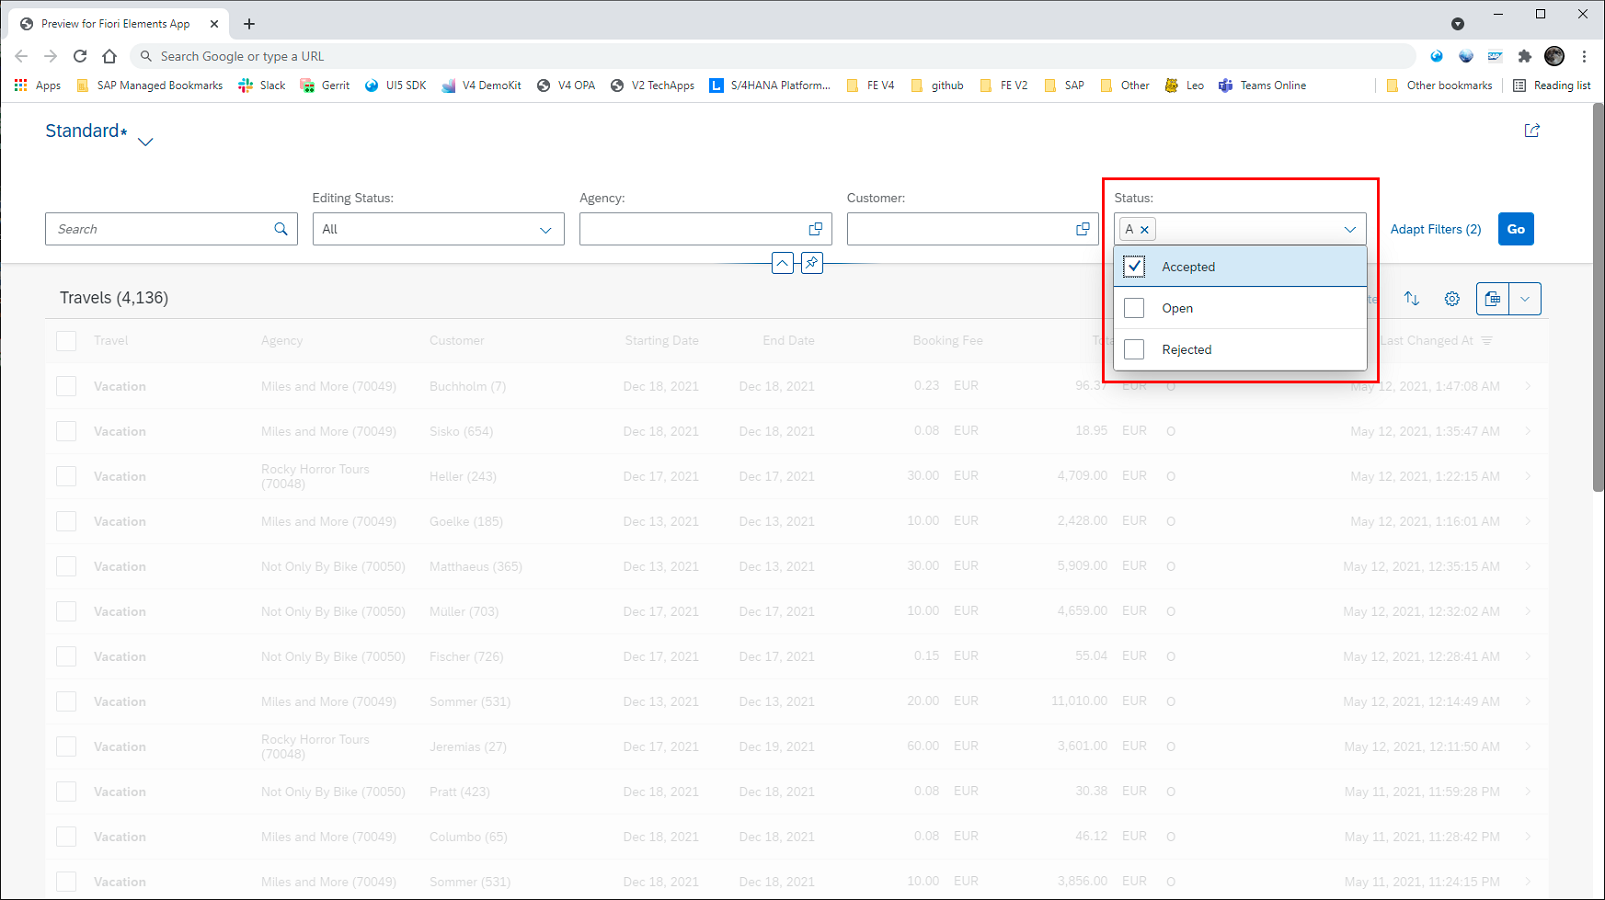 Preview for Fiori Elements App
Search Google or type a URL
Apps SAP Managed Bookmarks Slack Gerrit UI5 SDK V4 DemoKit V4 OPA V2 TechApps S/4HANA Platform... FE V4 github FE V2 SAP Other Leo Teams Online Other bookmarks Reading list
Standard*
Editing Status: Agency: Customer: Status:
Search All A Adapt Filters (2) Go
Accepted
Open
Rejected
Travels (4,136)
Travel Agency Customer Starting Date End Date Booking Fee Last Changed At
Vacation Miles and More (70049) Buchholm (7) Dec 18, 2021 Dec 18, 2021 0.23 EUR 96.37 EUR O May 12, 2021, 1:47:08 AM
Vacation Miles and More (70049) Sisko (654) Dec 18, 2021 Dec 18, 2021 0.08 EUR 18.95 EUR O May 12, 2021, 1:35:47 AM
Vacation Rocky Horror Tours (70048) Heller (243) Dec 17, 2021 Dec 17, 2021 30.00 EUR 4,709.00 EUR O May 12, 2021, 1:22:15 AM
Vacation Miles and More (70049) Goelke (185) Dec 13, 2021 Dec 13, 2021 10.00 EUR 2,428.00 EUR O May 12, 2021, 1:16:01 AM
Vacation Not Only By Bike (70050) Matthaeus (365) Dec 13, 2021 Dec 13, 2021 30.00 EUR 5,909.00 EUR O May 12, 2021, 12:35:15 AM
Vacation Not Only By Bike (70050) Müller (703) Dec 17, 2021 Dec 17, 2021 10.00 EUR 4,659.00 EUR O May 12, 2021, 12:32:02 AM
Vacation Not Only By Bike (70050) Fischer (726) Dec 17, 2021 Dec 17, 2021 0.15 EUR 55.04 EUR O May 12, 2021, 12:28:41 AM
Vacation Miles and More (70049) Sommer (531) Dec 13, 2021 Dec 13, 2021 20.00 EUR 11,010.00 EUR O May 12, 2021, 12:14:49 AM
Vacation Rocky Horror Tours (70048) Jeremias (27) Dec 17, 2021 Dec 19, 2021 60.00 EUR 3,601.00 EUR O May 12, 2021, 12:11:50 AM
Vacation Not Only By Bike (70050) Pratt (423) Dec 18, 2021 Dec 18, 2021 0.08 EUR 30.38 EUR O May 11, 2021, 11:59:28 PM
Vacation Miles and More (70049) Columbo (65) Dec 18, 2021 Dec 18, 2021 0.08 EUR 46.12 EUR O May 11, 2021, 11:28:42 PM
Vacation Miles and More (70049) Sommer (531) Dec 18, 2021 Dec 18, 2021 10.00 EUR 3,856.00 EUR O May 11, 2021, 11:24:15 PM